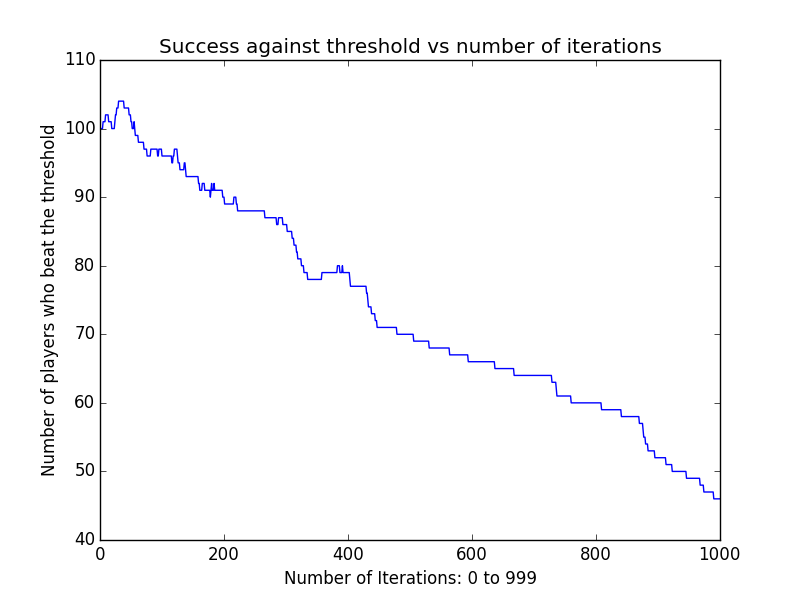 Success against threshold vs number of iterations
110
100
90
80
70
60
50
40
Number of players who beat the threshold
0 200 400 600 800 1000
Number of Iterations: 0 to 999